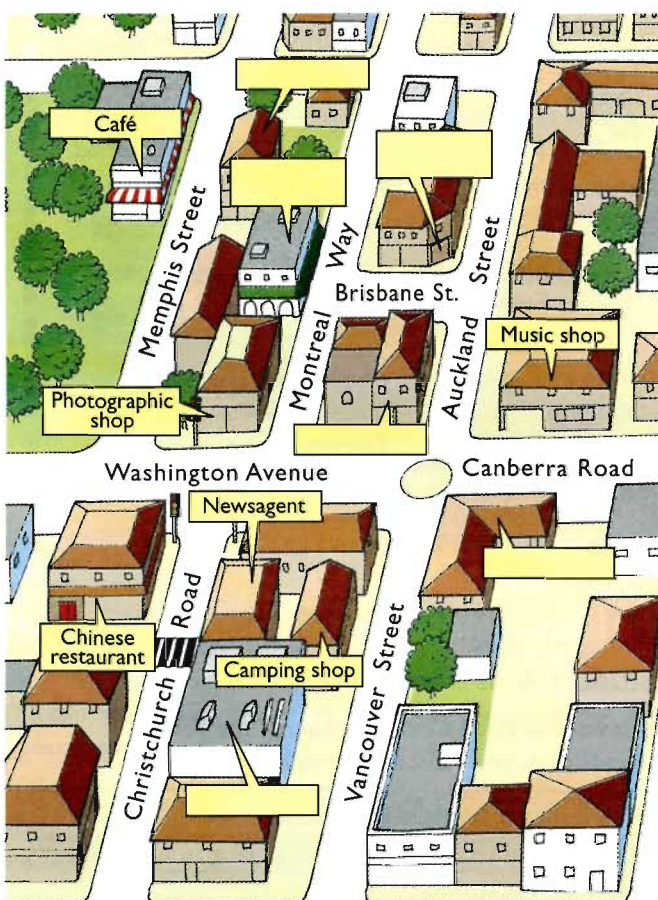 Café
Memphis Street
Montreal Way
Brisbane St.
Auckland Street
Music shop
Photographic
shop
Washington Avenue
Canberra Road
Newsagent
Chinese
restaurant
Christchurch Road
Camping shop
Vancouver Street